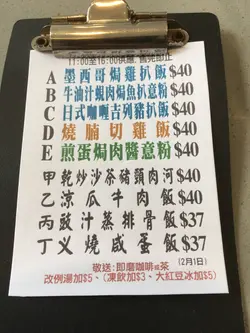 11:00至16:00供應, 售完即止
A 墨西哥焗雞扒飯$40
B 牛油汁蜆肉焗魚扒意粉$40
C 日式咖喱吉列豬扒飯$40
D 燒腩切雞飯$40
E 煎蛋焗肉醬意粉$40
甲乾炒沙茶豬頸肉河$40
乙涼瓜牛肉飯$40
丙豉汁蒸排骨飯$37
丁义燒咸蛋飯$37
(2月1日)
敬送:即磨咖啡或茶
改例湯加$5、(凍飲加$3、大紅豆冰加$5)